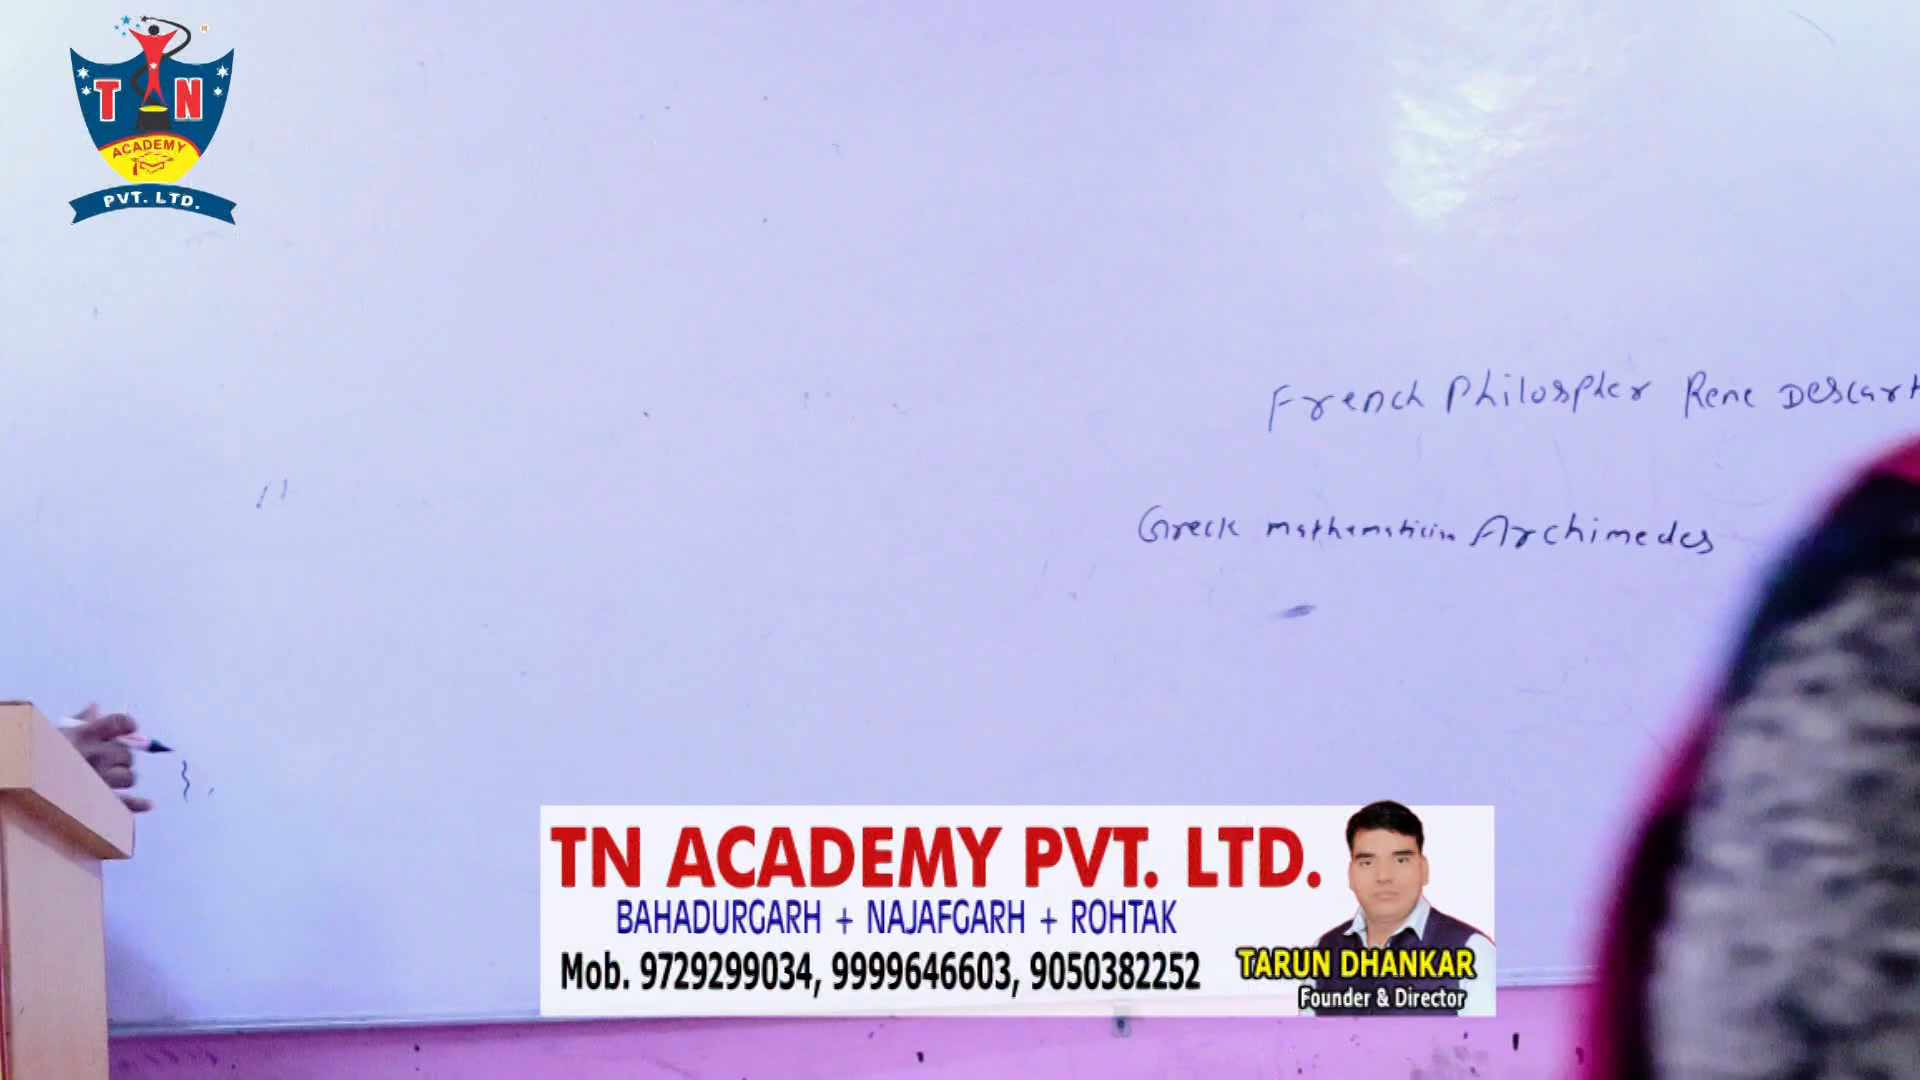 T N
ACADEMY
PVT. LTD.
French Philospher Rene Descart
Greek mathematician Archimedes
TN ACADEMY PVT. LTD.
BAHADURGARH + NAJAFGARH + ROHTAK
Mob. 9729299034, 9999646603, 9050382252
TARUN DHANKAR
Founder & Director